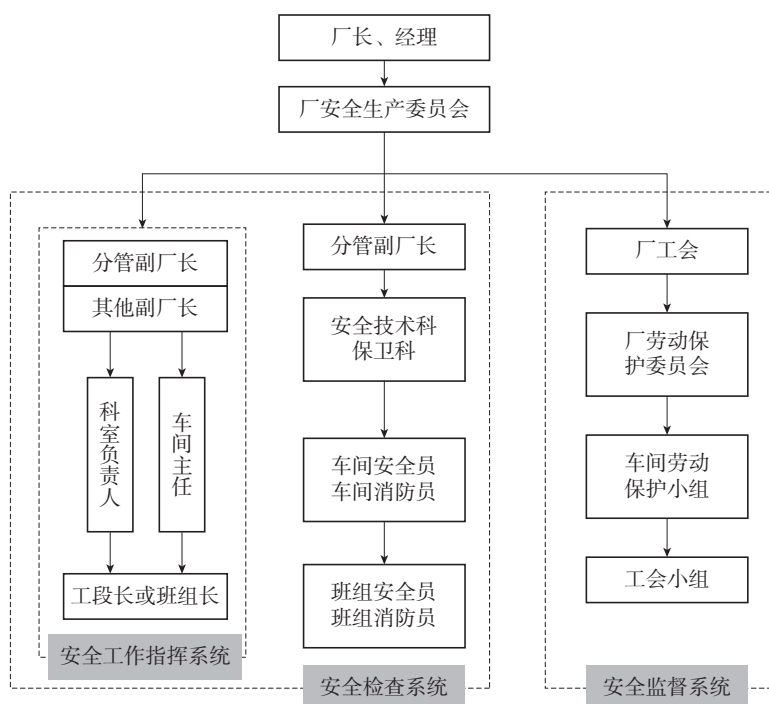 厂长、经理
厂安全生产委员会
分管副厂长
其他副厂长
科室负责人
车间主任
工段长或班组长
安全工作指挥系统
分管副厂长
安全技术科
保卫科
车间安全员
车间消防员
班组安全员
班组消防员
安全检查系统
厂工会
厂劳动保
护委员会
车间劳动
保护小组
工会小组
安全监督系统